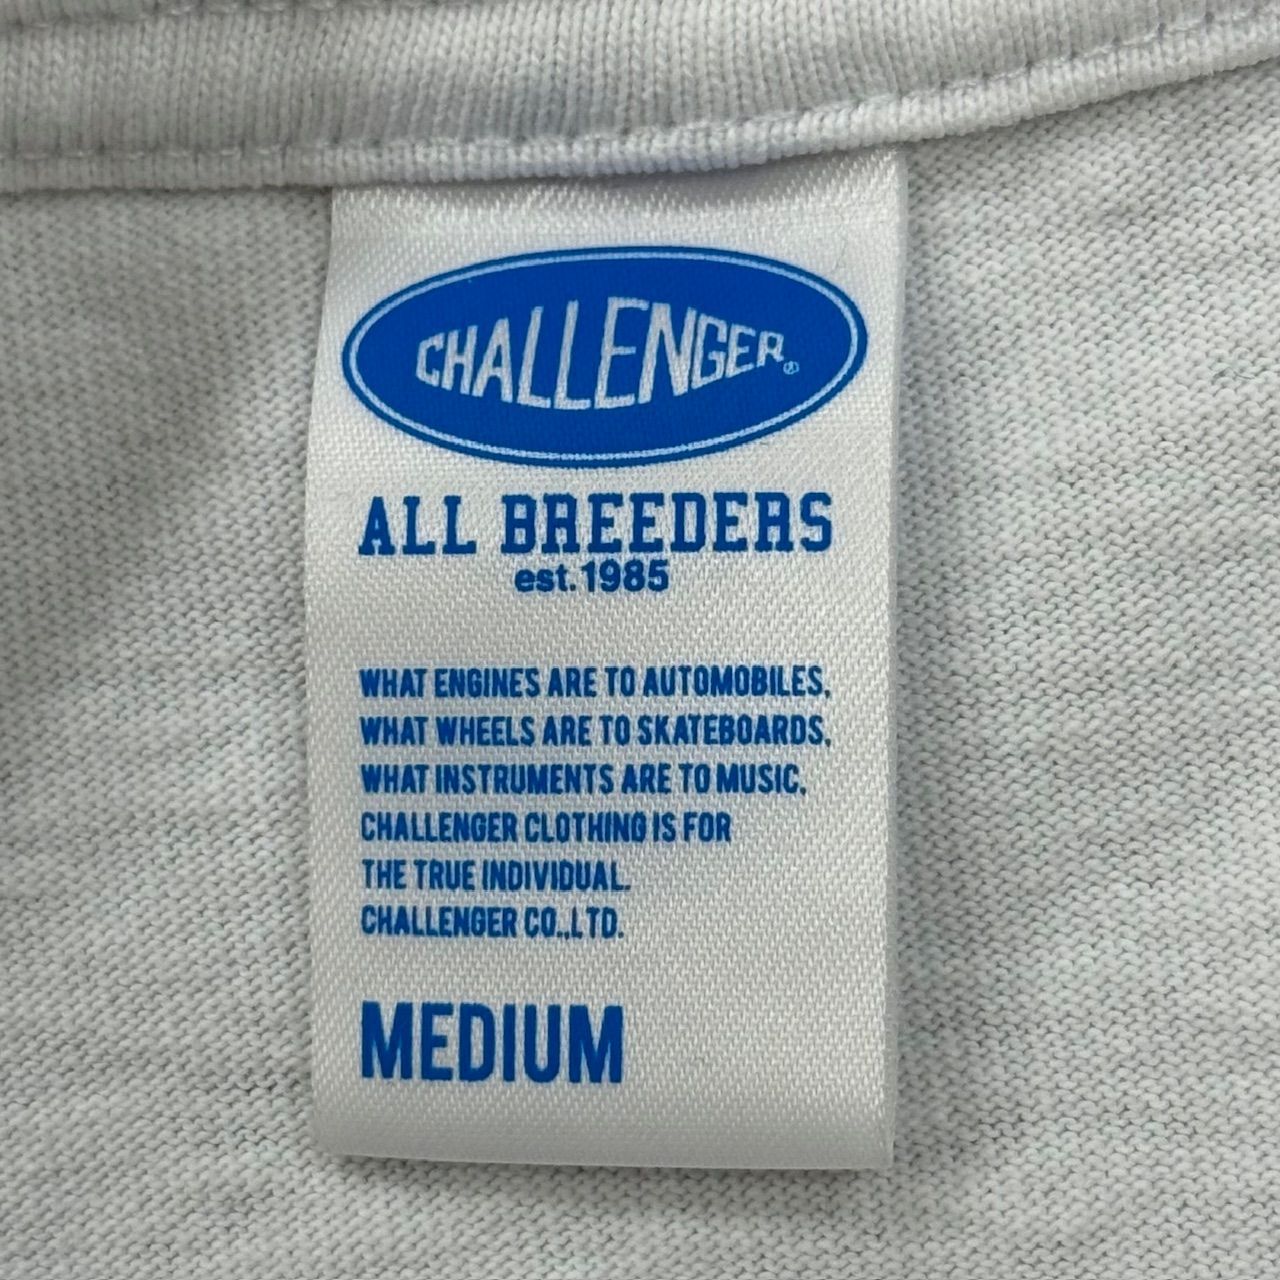 CHALLENGER®
ALL BREEDERS
est.1985
WHAT ENGINES ARE TO AUTOMOBILES,
WHAT WHEELS ARE TO SKATEBOARDS,
WHAT INSTRUMENTS ARE TO MUSIC,
CHALLENGER CLOTHING IS FOR
THE TRUE INDIVIDUAL.
CHALLENGER CO.,LTD.
MEDIUM